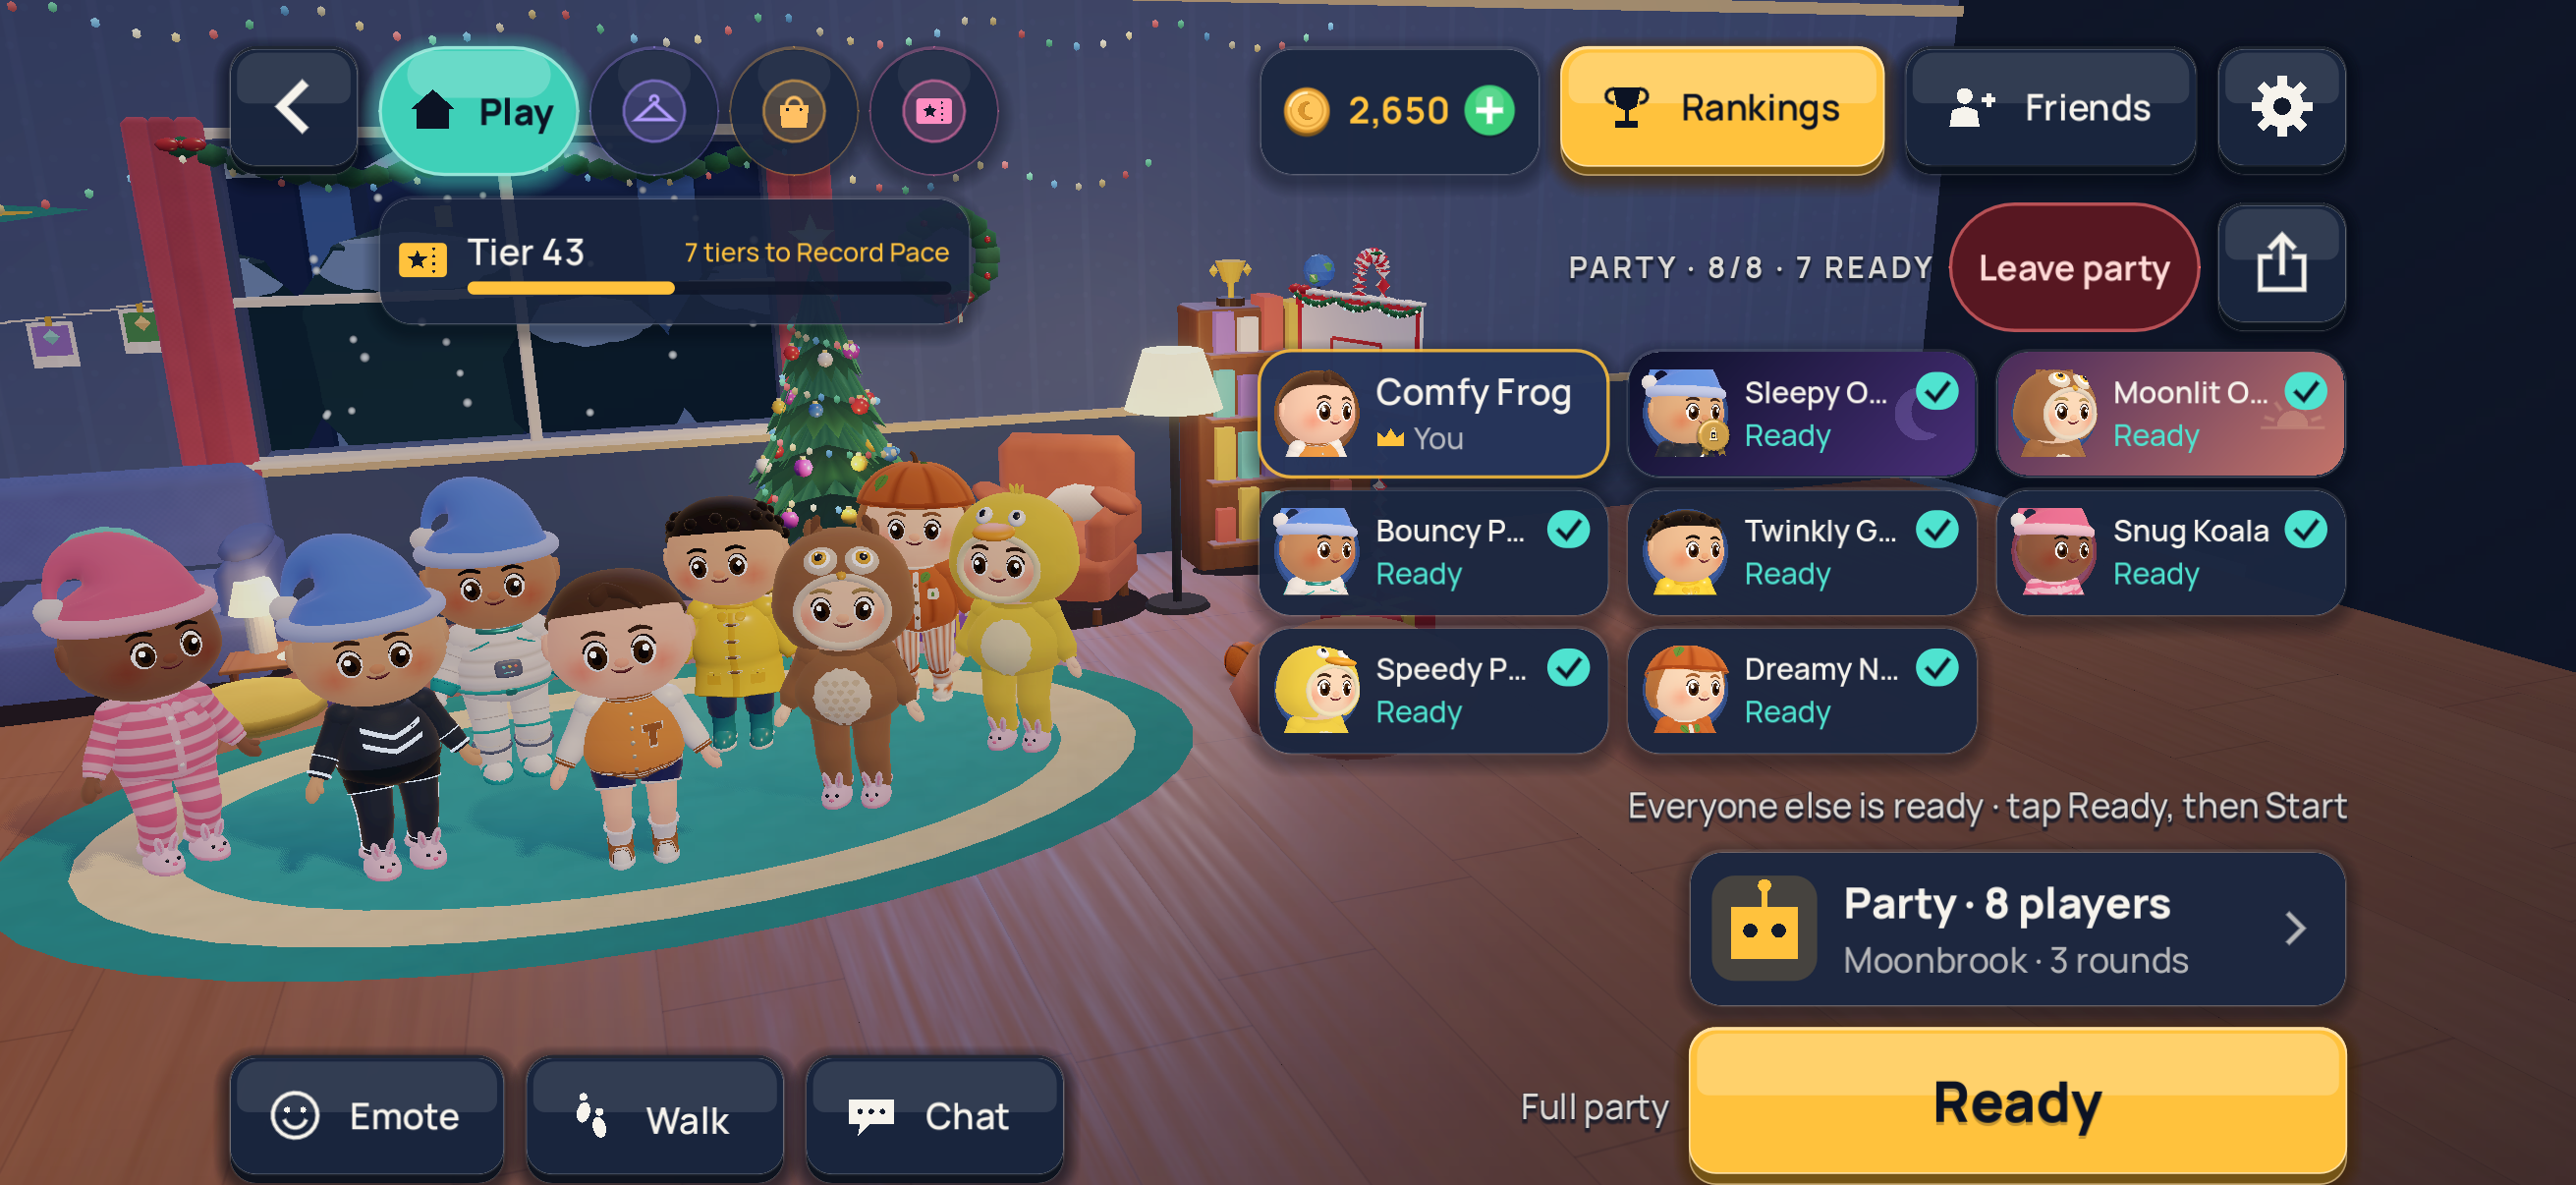 Play
2,650
Rankings
Friends
Tier 43
7 tiers to Record Pace
PARTY · 8/8 · 7 READY
Leave party
Comfy Frog
You
Sleepy O...
Ready
Moonlit O...
Ready
Bouncy P...
Ready
Twinkly G...
Ready
Snug Koala
Ready
Speedy P...
Ready
Dreamy N...
Ready
T
Everyone else is ready · tap Ready, then Start
Party · 8 players
Moonbrook · 3 rounds
Emote
Walk
Chat
Full party
Ready